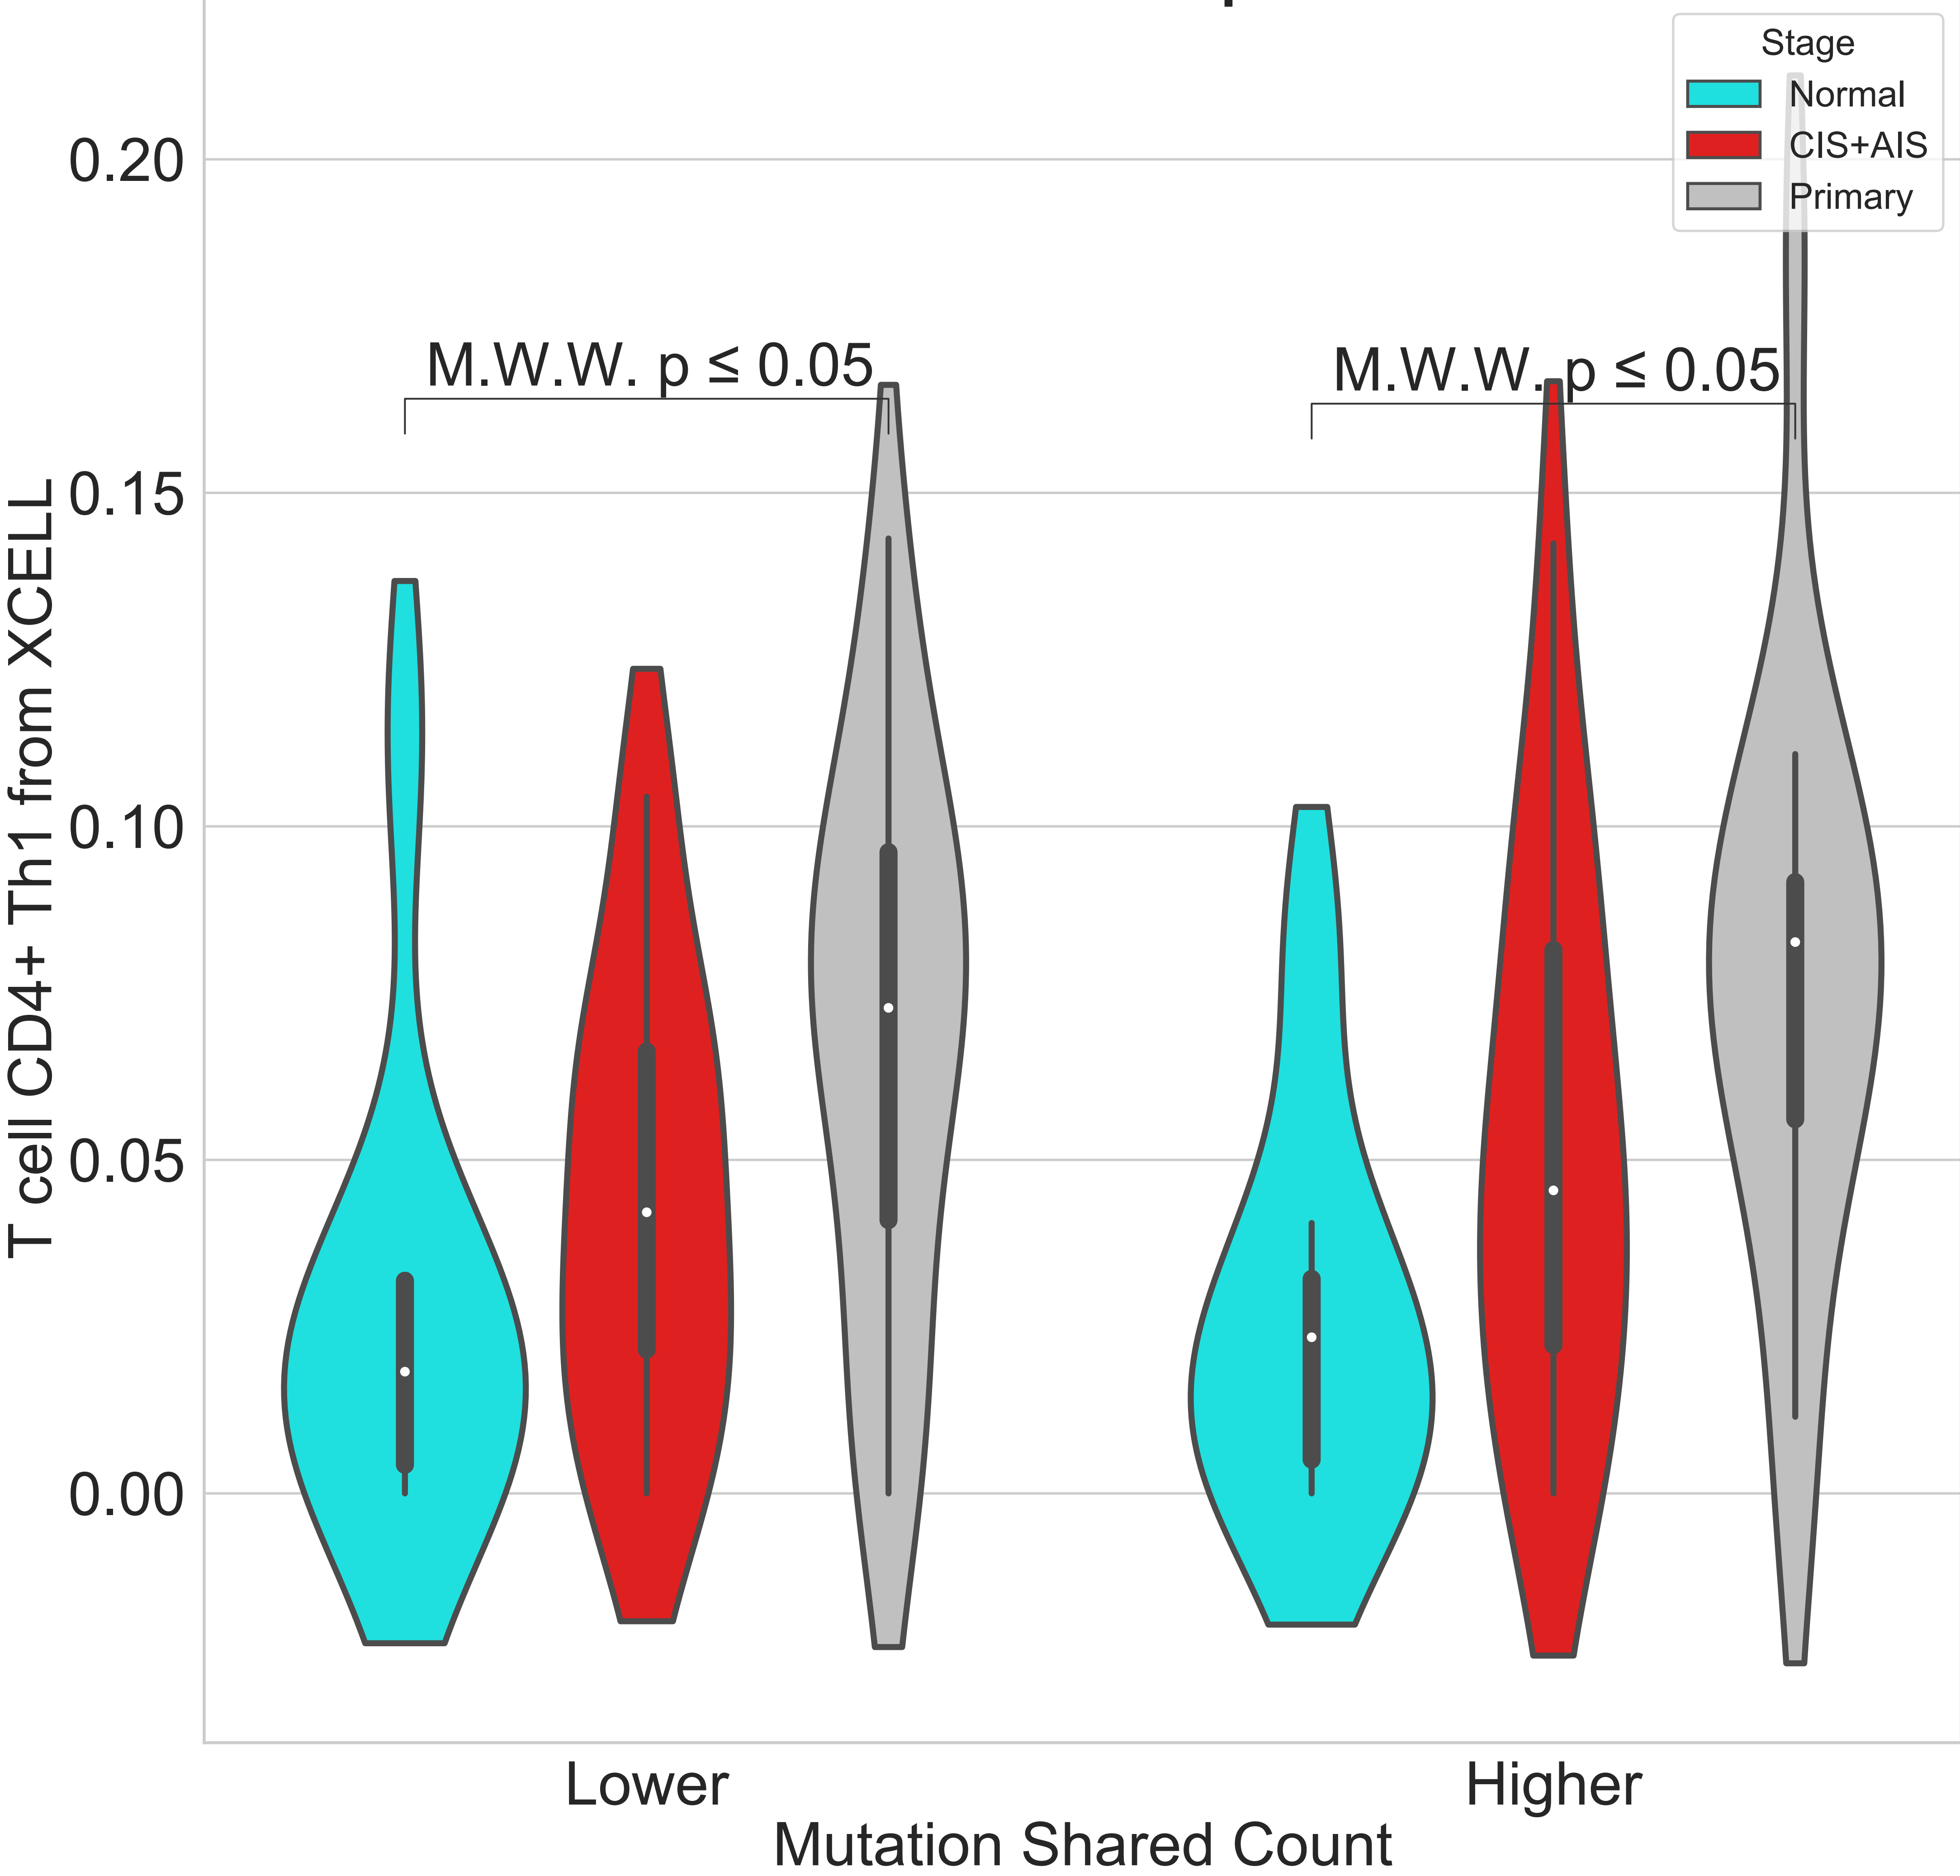 Stage
Normal
CIS+AIS
Primary
0.20
0.15
0.10
0.05
0.00
T cell CD4+ Th1 from XCELL
M.W.W. p ≤ 0.05
M.W.W. p ≤ 0.05
Lower
Higher
Mutation Shared Count